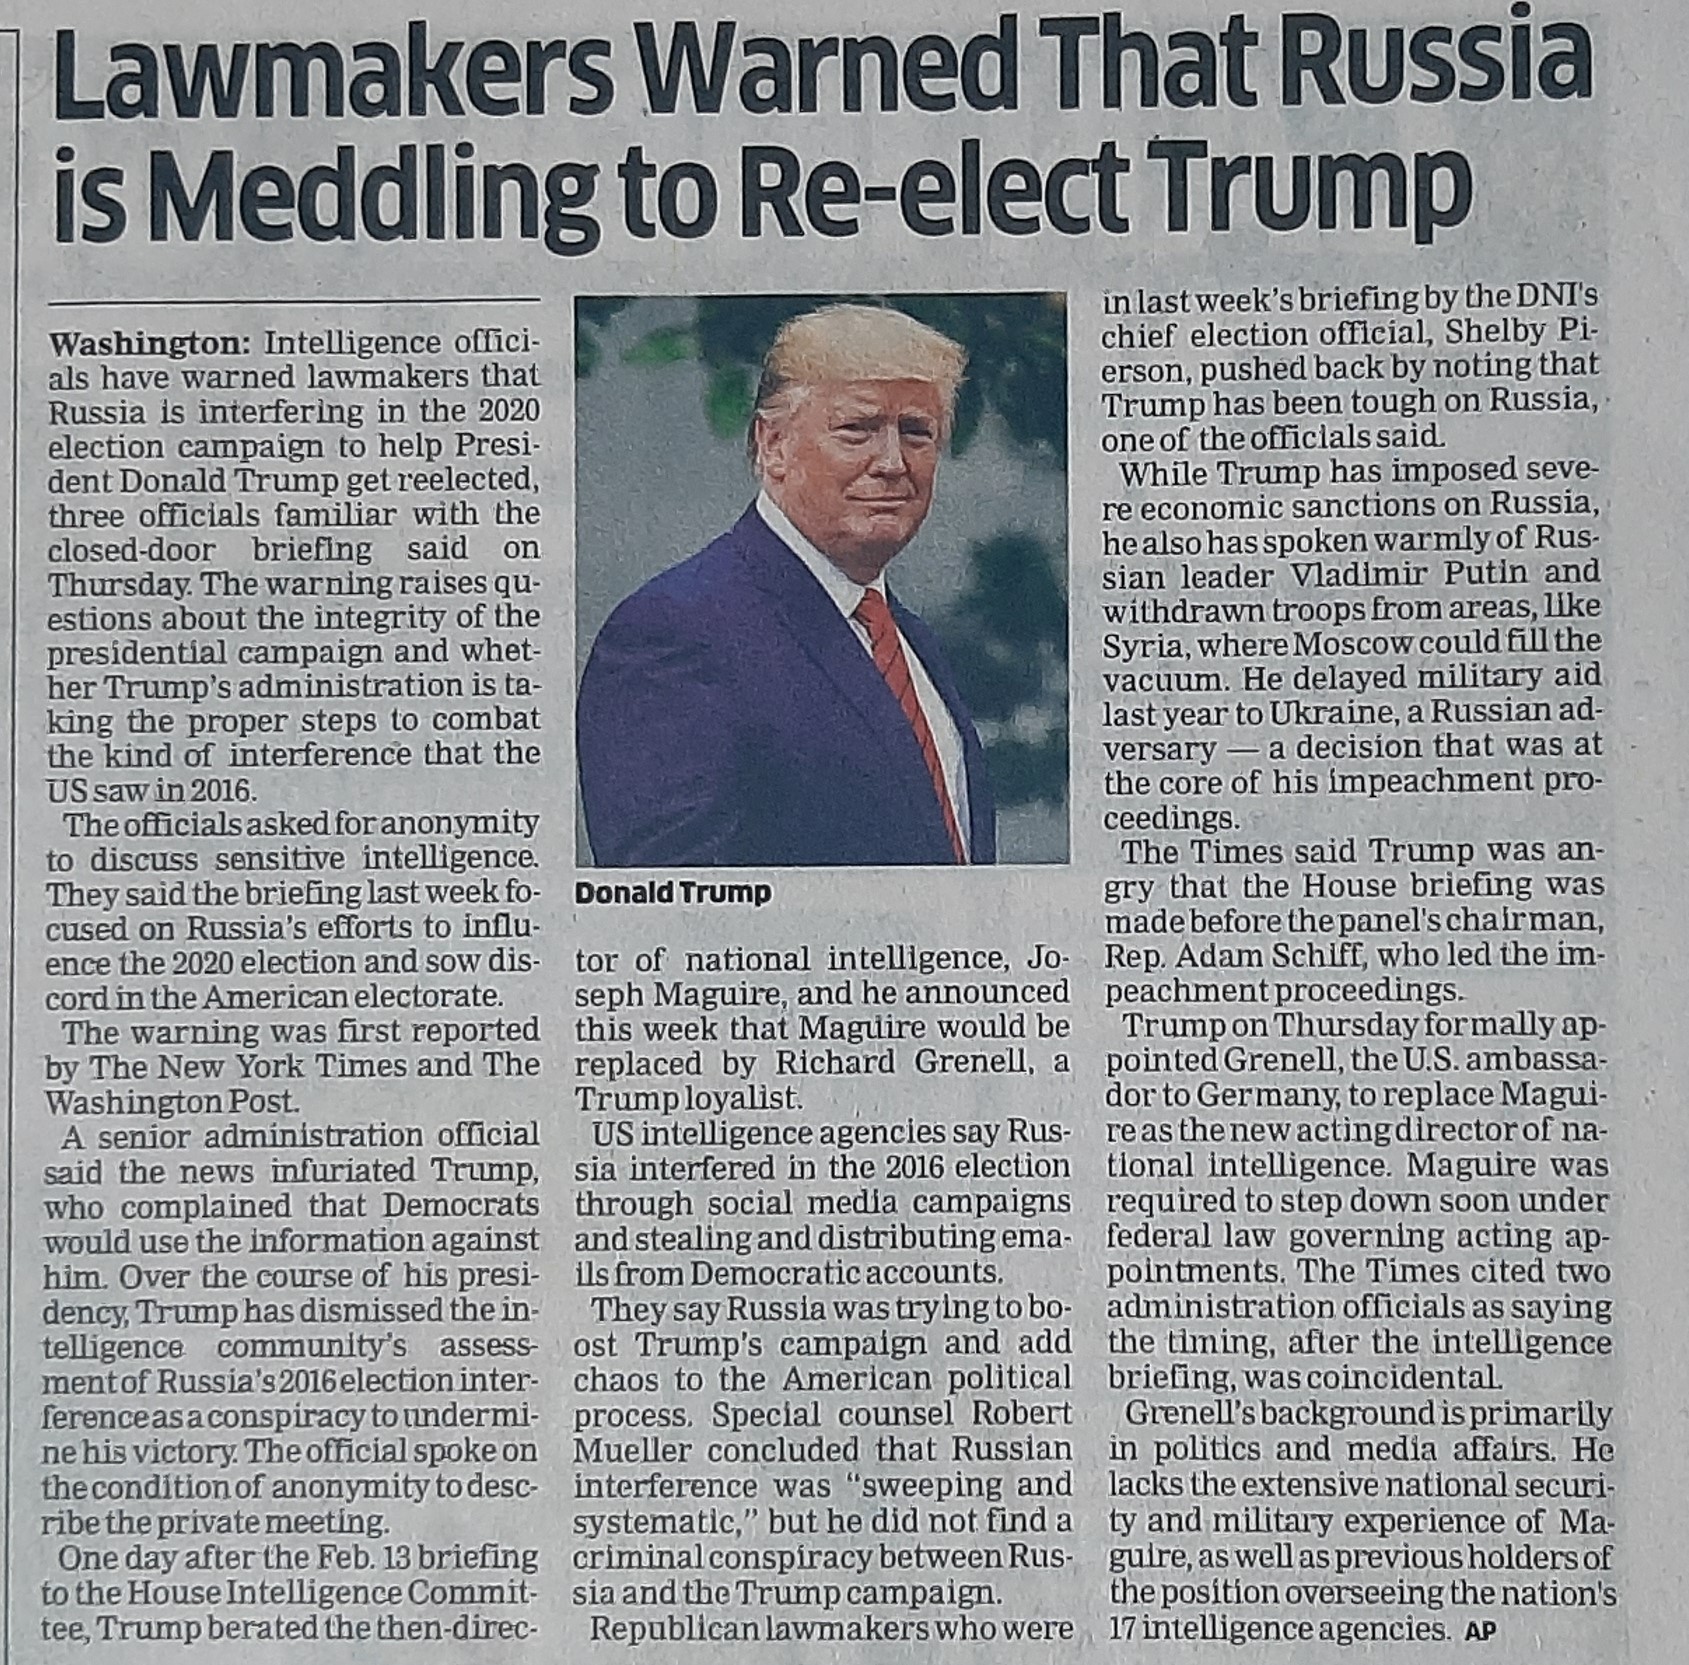 Lawmakers Warned That Russia
is Meddling to Re-elect Trump
Washington: Intelligence offici-
als have warned lawmakers that
Russia is interfering in the 2020
election campaign to help Presi-
dent Donald Trump get reelected,
three officials familiar with the
closed-door briefing said on
Thursday. The warning raises qu-
estions about the integrity of the
presidential campaign and whet-
her Trump's administration is ta-
king the proper steps to combat
the kind of interference that the
US saw in 2016.
The officials asked for anonymity
to discuss sensitive intelligence.
They said the briefing last week fo-
cused on Russia's efforts to influ-
ence the 2020 election and sow dis-
cord in the American electorate.
The warning was first reported
by The New York Times and The
Washington Post.
A senior administration official
said the news infuriated Trump,
who complained that Democrats
would use the information against
him. Over the course of his presi-
dency, Trump has dismissed the in-
telligence community's assess-
ment of Russia's 2016 election inter-
ference as a conspiracy to undermi-
ne his victory. The official spoke on
the condition of anonymity to desc-
ribe the private meeting.
One day after the Feb. 13 briefing
to the House Intelligence Commit-
tee, Trump berated the then-direc-
Donald Trump
tor of national intelligence, Jo-
seph Maguire, and he announced
this week that Maguire would be
replaced by Richard Grenell, a
Trump loyalist.
US intelligence agencies say Rus-
sia interfered in the 2016 election
through social media campaigns
and stealing and distributing ema-
ils from Democratic accounts.
They say Russia was trying to bo-
ost Trump's campaign and add
chaos to the American political
process. Special counsel Robert
Mueller concluded that Russian
interference was “sweeping and
systematic,” but he did not find a
criminal conspiracy between Rus-
sia and the Trump campaign.
Republican lawmakers who were
in last week's briefing by the DNI's
chief election official, Shelby Pi-
erson, pushed back by noting that
Trump has been tough on Russia,
one of the officials said.
While Trump has imposed seve-
re economic sanctions on Russia,
he also has spoken warmly of Rus-
sian leader Vladimir Putin and
withdrawn troops from areas, like
Syria, where Moscow could fill the
vacuum. He delayed military aid
last year to Ukraine, a Russian ad-
versary — a decision that was at
the core of his impeachment pro-
ceedings.
The Times said Trump was an-
gry that the House briefing was
made before the panel's chairman,
Rep. Adam Schiff, who led the im-
peachment proceedings.
Trump on Thursday formally ap-
pointed Grenell, the U.S. ambassa-
dor to Germany, to replace Magui-
re as the new acting director of na-
tional intelligence. Maguire was
required to step down soon under
federal law governing acting ap-
pointments. The Times cited two
administration officials as saying
the timing, after the intelligence
briefing, was coincidental.
Grenell's background is primarily
in politics and media affairs. He
lacks the extensive national securi-
ty and military experience of Ma-
guire, as well as previous holders of
the position overseeing the nation's
17 intelligence agencies. AP